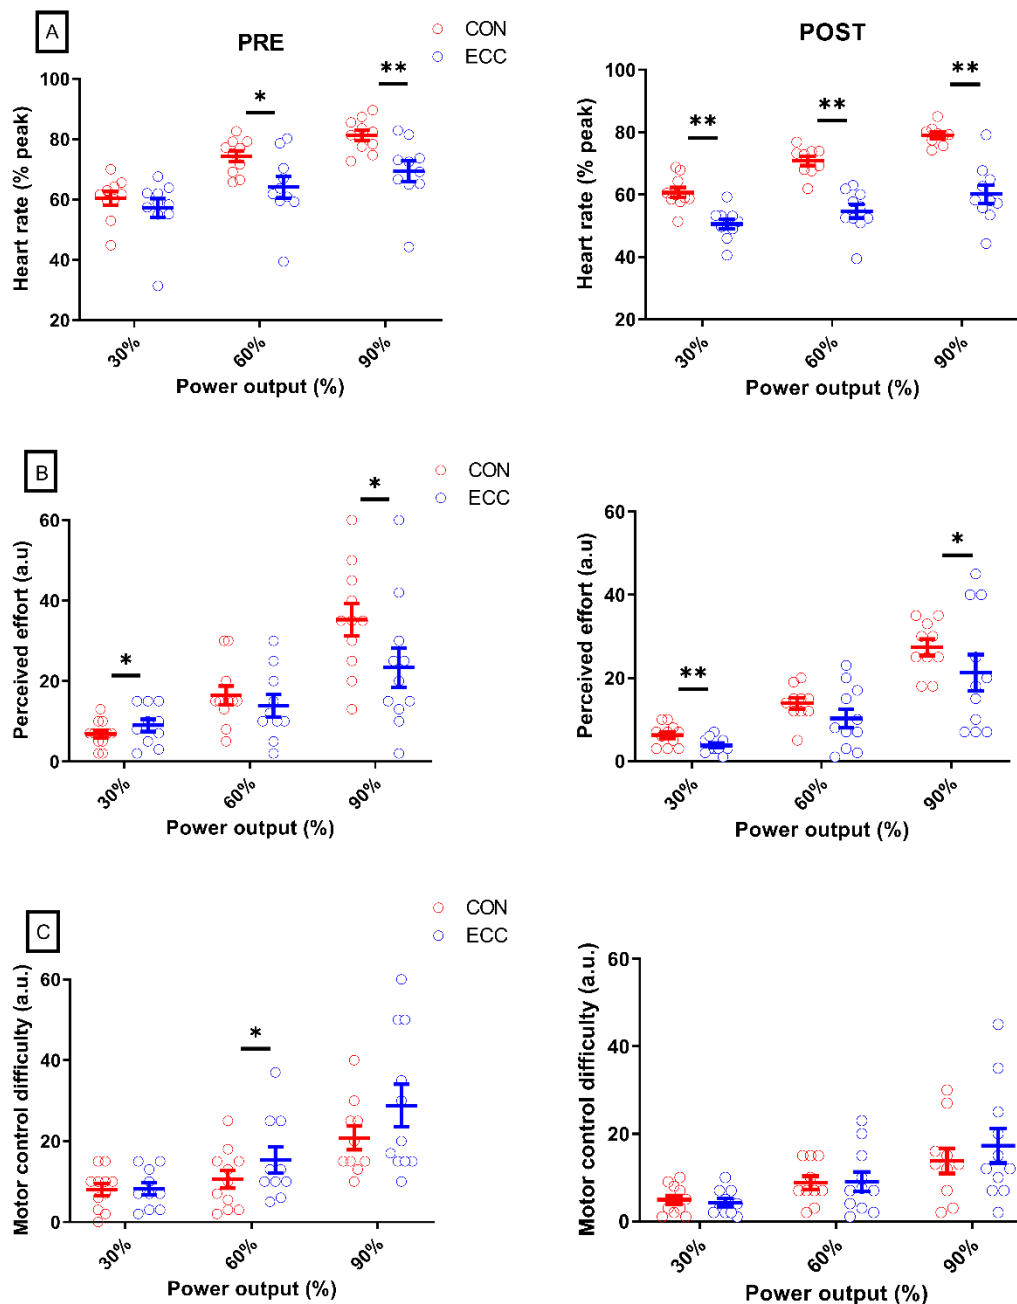 A
PRE
CON
ECC
POST
**
*
**
**
**
**
100
80
60
40
20
Heart rate (% peak)
30%
60%
90%
Power output (%)
100
80
60
40
20
Heart rate (% peak)
30%
60%
90%
Power output (%)
B
CON
ECC
*
*
60
40
20
0
Perceived effort (a.u)
30%
60%
90%
Power output (%)
**
*
60
40
20
0
Perceived effort (a.u)
30%
60%
90%
Power output (%)
C
CON
ECC
*
60
40
20
0
Motor control difficulty (a.u.)
30%
60%
90%
Power output (%)
60
40
20
0
Motor control difficulty (a.u.)
30%
60%
90%
Power output (%)